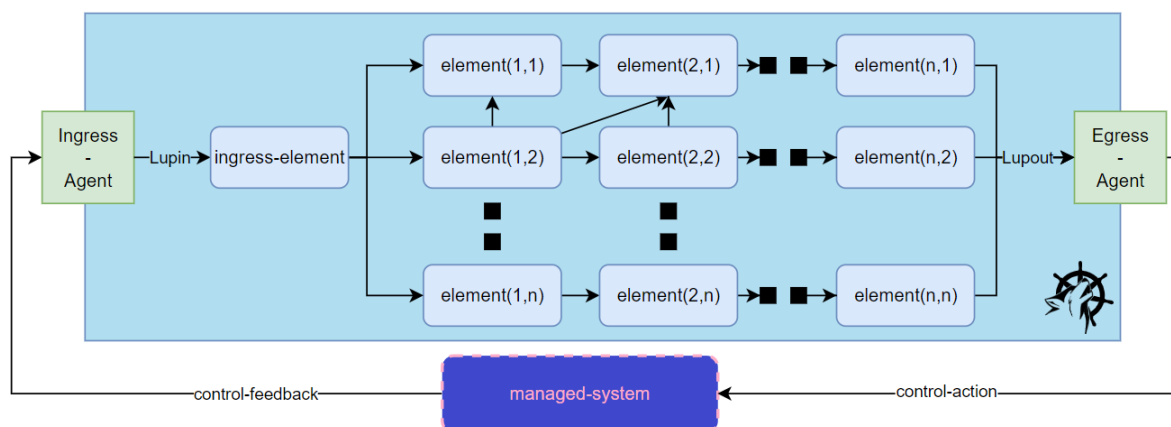 element(1,1)
element(2,1)
element(n,1)
Ingress
-
Agent
Lupin
ingress-element
element(1,2)
element(2,2)
element(n,2)
Lupout
Egress
-
Agent
element(1,n)
element(2,n)
element(n,n)
control-feedback
managed-system
control-action